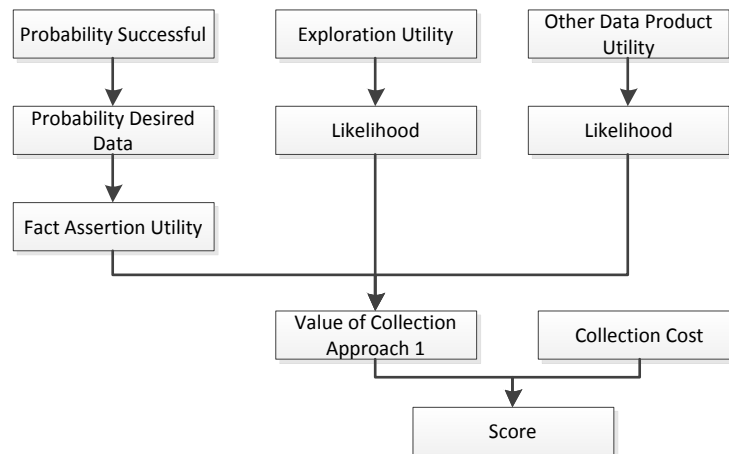 Probability Successful
Exploration Utility
Other Data Product
Utility
Probability Desired
Data
Likelihood
Likelihood
Fact Assertion Utility
Value of Collection
Approach 1
Collection Cost
Score